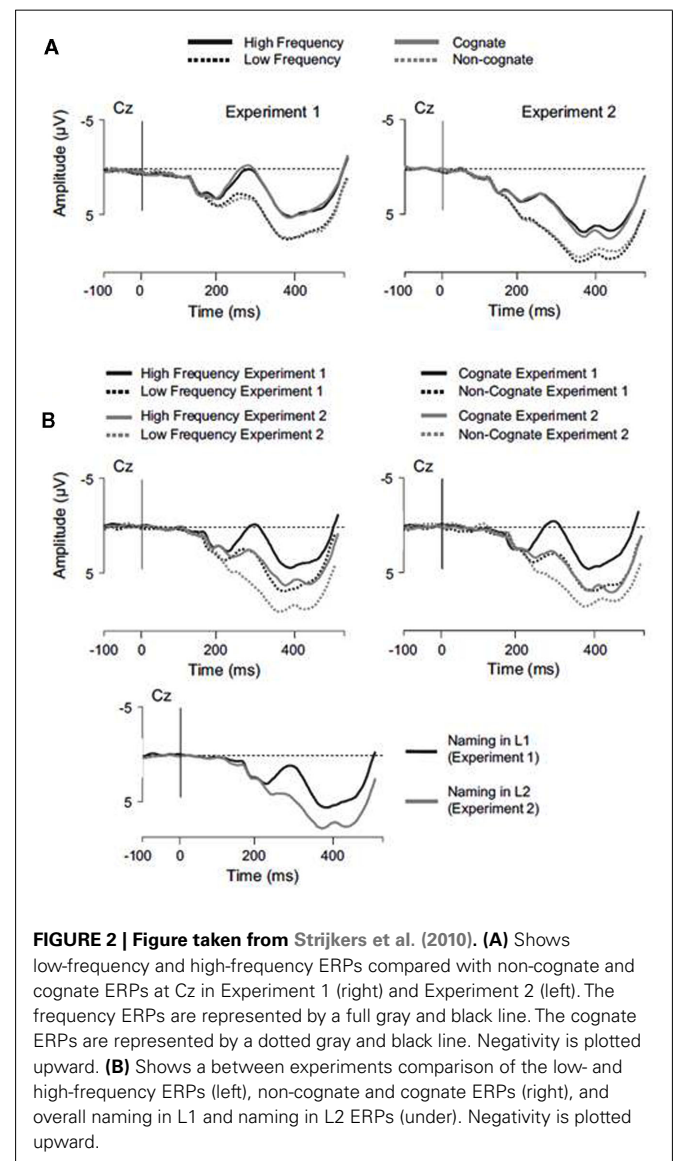 A
High Frequency
Low Frequency
Cognate
Non-cognate
Cz
Experiment 1
Cz
Experiment 2
-5
5
Amplitude (µV)
-5
5
-100 0 200 400
Time (ms)
-100 0 200 400
Time (ms)
B
High Frequency Experiment 1
Low Frequency Experiment 1
High Frequency Experiment 2
Low Frequency Experiment 2
Cognate Experiment 1
Non-Cognate Experiment 1
Cognate Experiment 2
Non-Cognate Experiment 2
Cz
Cz
-5
5
Amplitude (µV)
-5
5
-100 0 200 400
Time (ms)
-100 0 200 400
Time (ms)
Cz
-5
5
-100 0 200 400
Time (ms)
Naming in L1
(Experiment 1)
Naming in L2
(Experiment 2)
FIGURE 2 | Figure taken from Strijkers et al. (2010). (A) Shows
low-frequency and high-frequency ERPs compared with non-cognate and
cognate ERPs at Cz in Experiment 1 (right) and Experiment 2 (left). The
frequency ERPs are represented by a full gray and black line. The cognate
ERPs are represented by a dotted gray and black line. Negativity is plotted
upward. (B) Shows a between experiments comparison of the low- and
high-frequency ERPs (left), non-cognate and cognate ERPs (right), and
overall naming in L1 and naming in L2 ERPs (under). Negativity is plotted
upward.